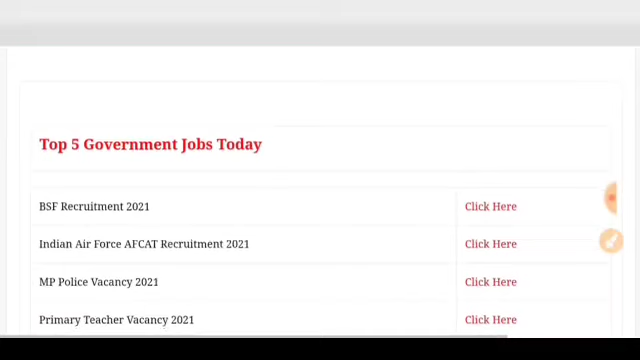 Top 5 Government Jobs Today
BSF Recruitment 2021 Click Here
Indian Air Force AFCAT Recruitment 2021 Click Here
MP Police Vacancy 2021 Click Here
Primary Teacher Vacancy 2021 Click Here